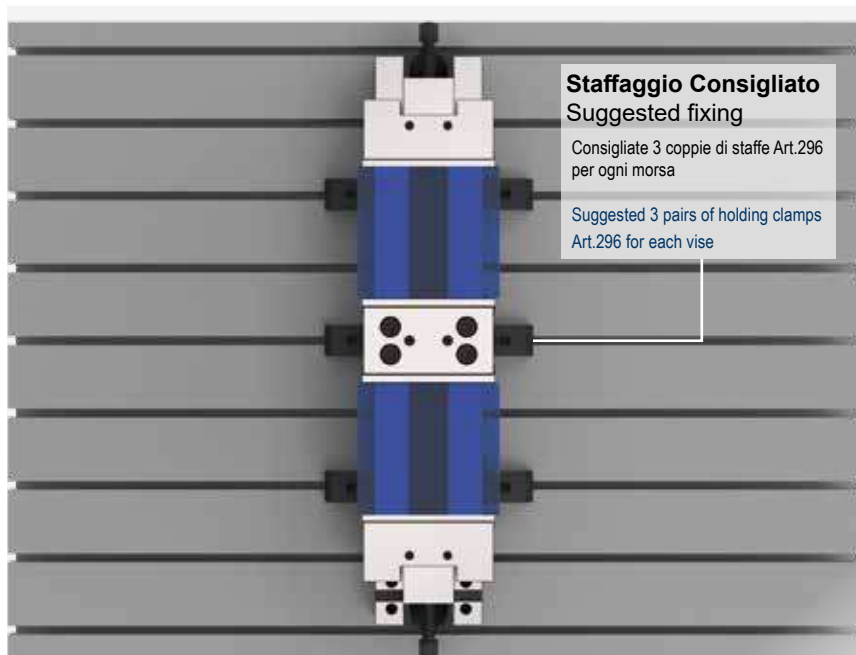 Staffaggio Consigliato
Suggested fixing
Consigliate 3 coppie di staffe Art.296
per ogni morsa
Suggested 3 pairs of holding clamps
Art.296 for each vise